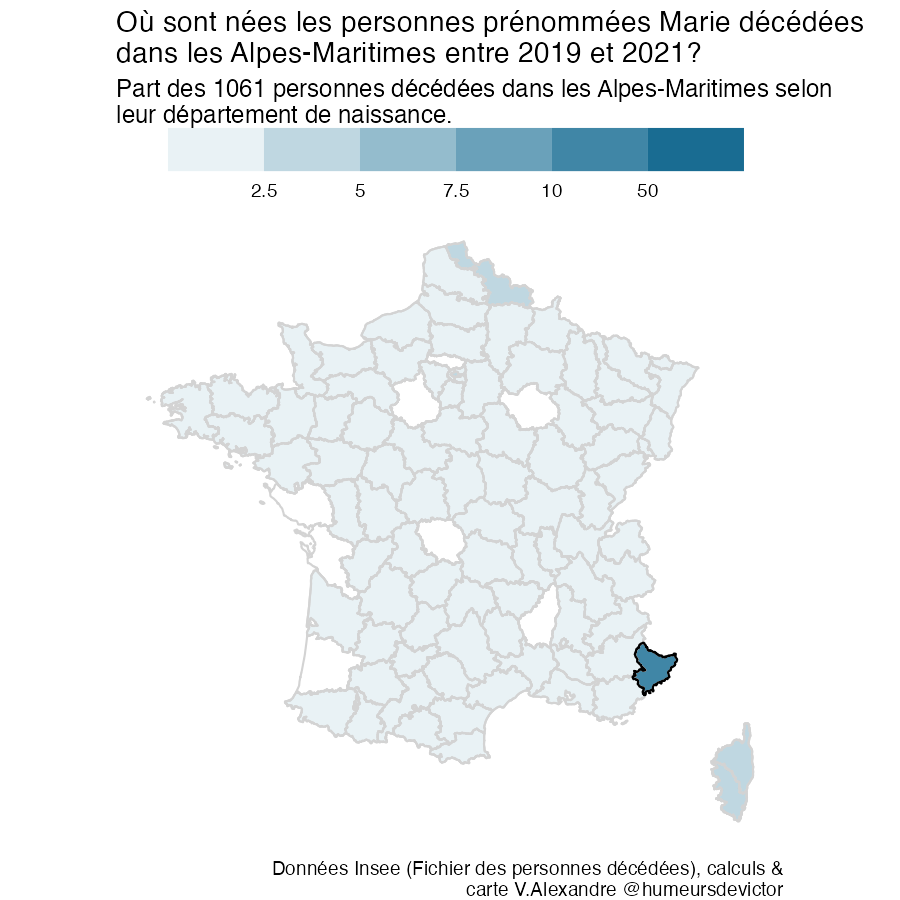 Où sont nées les personnes prénommées Marie décédées
dans les Alpes-Maritimes entre 2019 et 2021?
Part des 1061 personnes décédées dans les Alpes-Maritimes selon
leur département de naissance.
2.5 5 7.5 10 50
Données Insee (Fichier des personnes décédées), calculs &
carte V.Alexandre @humeursdevictor